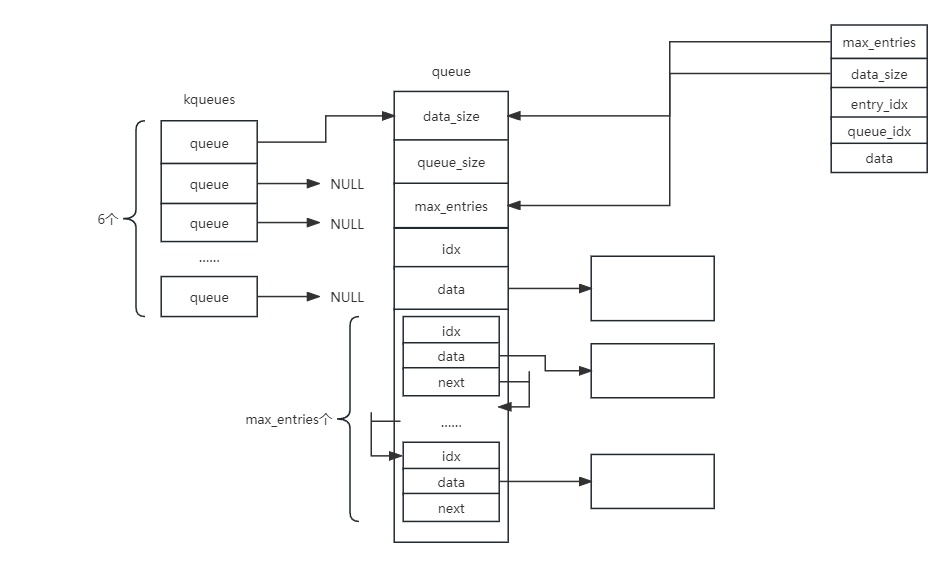 kqueues
queue
queue
queue
......
queue
6个
NULL
NULL
NULL
queue
data_size
queue_size
max_entries
idx
data
idx
data
next
......
idx
data
next
max_entries个
max_entries
data_size
entry_idx
queue_idx
data